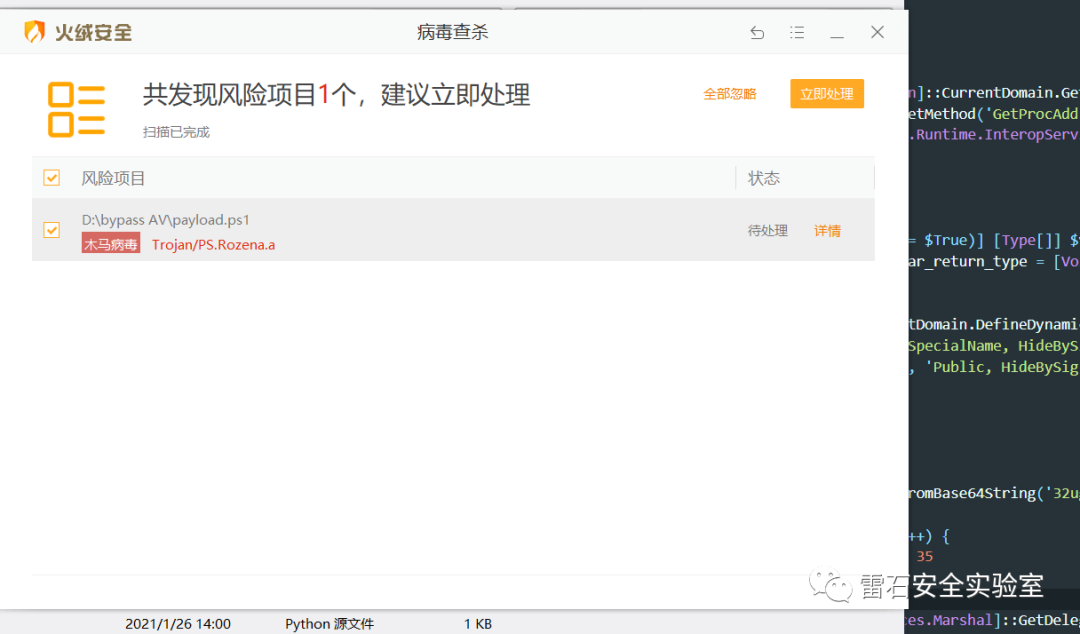 火绒安全
病毒查杀
共发现风险项目1个，建议立即处理
全部忽略
立即处理
扫描已完成
风险项目
状态
D:\bypass AV\payload.ps1
木马病毒 Trojan/PS.Rozena.a
待处理
详情
]::CurrentDomain.Get
etMethod('GetProcAdd
.Runtime.InteropServ
= $True)] [Type[]] $
ar_return_type = [Vo
tDomain.DefineDynami
SpecialName, HideByS
, 'Public, HideBySig
romBase64String('32ug
++) {
35
雷石安全实验室
es.Marshal]::GetDele
2021/1/26 14:00
Python 源文件
1 KB